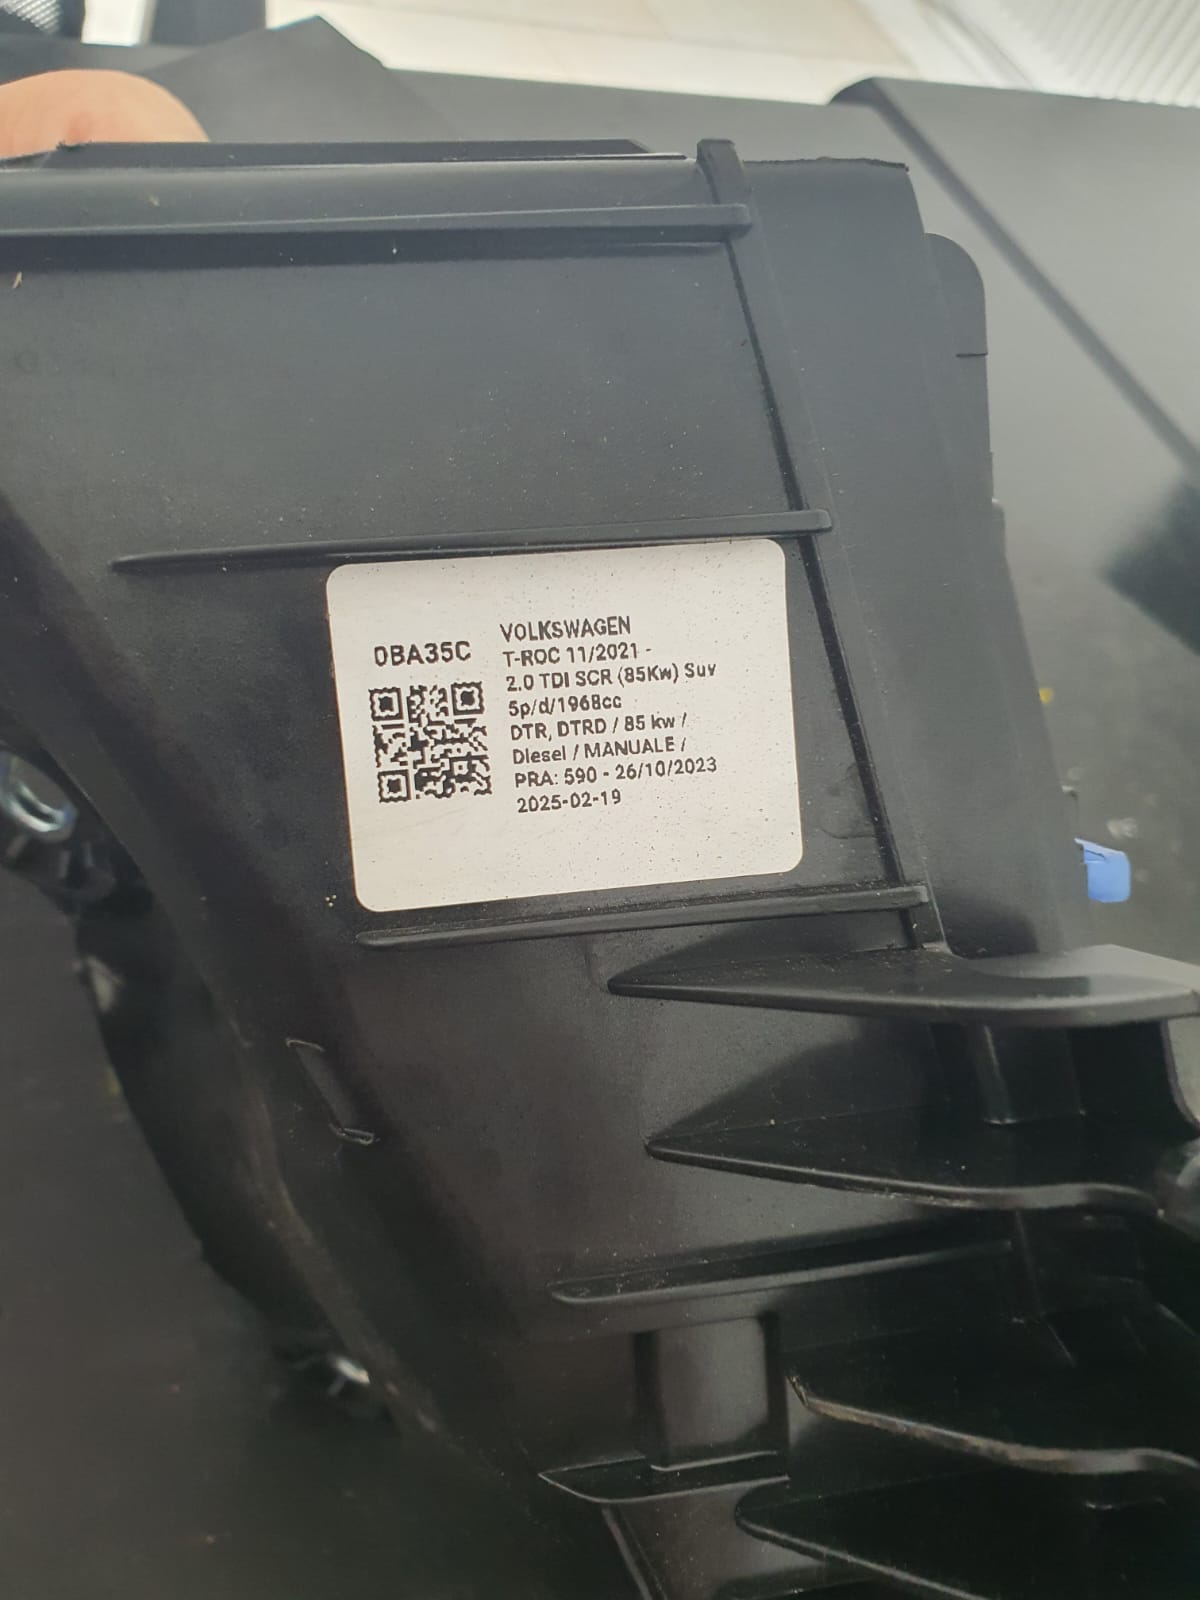 0BA35C
VOLKSWAGEN
T-ROC 11/2021 -
2.0 TDI SCR (85Kw) Suv
5p/d/1968cc
DTR, DTRD / 85 kw /
Diesel / MANUALE /
PRA: 590 - 26/10/2023
2025-02-19